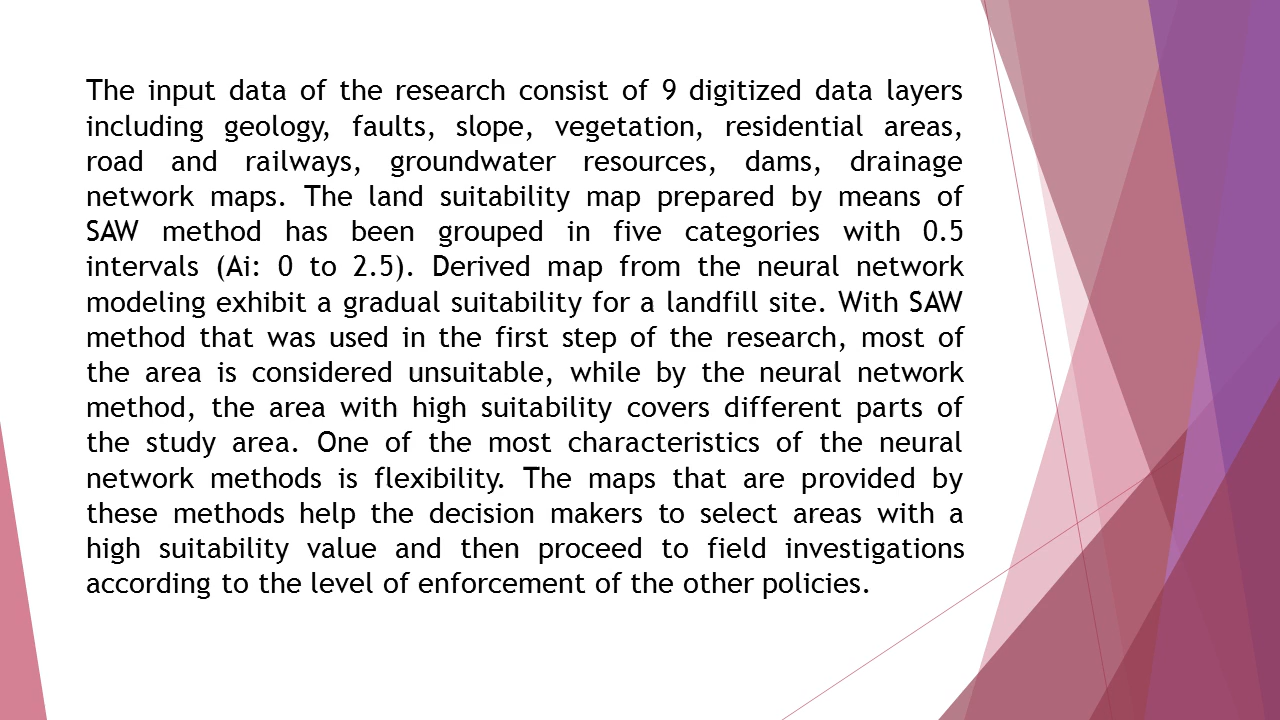 The input data of the research consist of 9 digitized data layers
including geology, faults, slope, vegetation, residential areas,
road and railways, groundwater resources, dams, drainage
network maps. The land suitability map prepared by means of
SAW method has been grouped in five categories with 0.5
intervals (Ai: 0 to 2.5). Derived map from the neural network
modeling exhibit a gradual suitability for a landfill site. With SAW
method that was used in the first step of the research, most of
the area is considered unsuitable, while by the neural network
method, the area with high suitability covers different parts of
the study area. One of the most characteristics of the neural
network methods is flexibility. The maps that are provided by
these methods help the decision makers to select areas with a
high suitability value and then proceed to field investigations
according to the level of enforcement of the other policies.